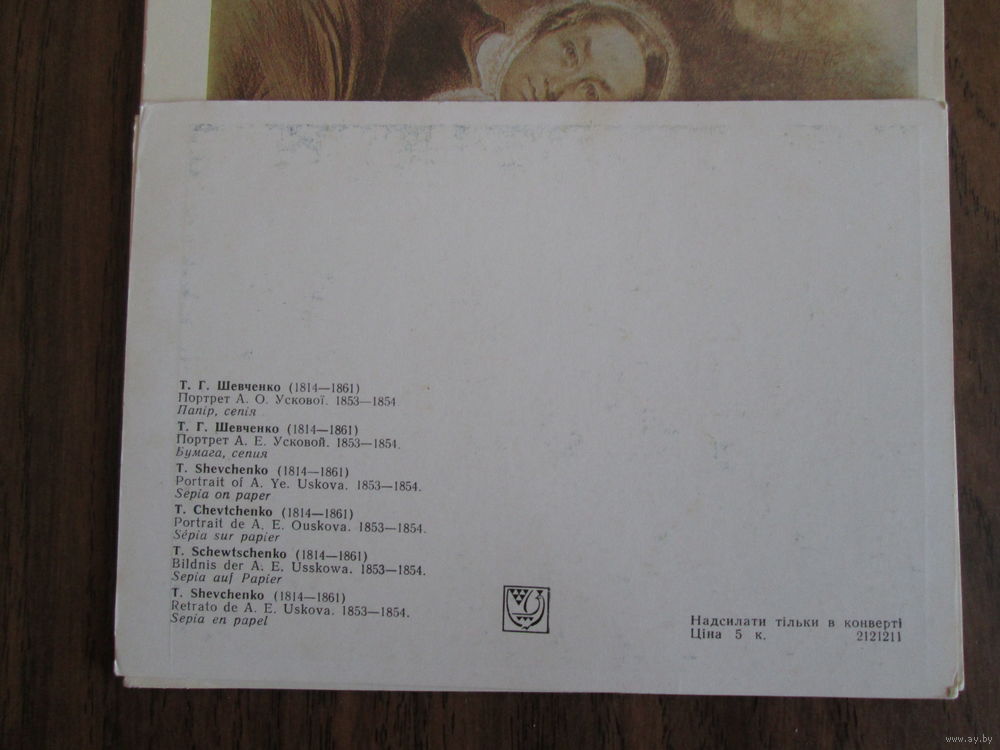 Т. Г. Шевченко (1814—1861)
Портрет А. О. Ускової. 1853—1854
Папір, сепія
Т. Г. Шевченко (1814—1861)
Портрет А. Е. Усковой. 1853—1854.
Бумага, сепия
T. Shevchenko (1814—1861)
Portrait of A. Ye. Uskova. 1853—1854.
Sepia on paper
T. Chevtchenko (1814—1861)
Portrait de A. E. Ouskova. 1853—1854.
Sépia sur papier
T. Schewtschenko (1814—1861)
Bildnis der A. E. Usskowa. 1853—1854.
Sepia auf Papier
T. Shevchenko (1814—1861)
Retrato de A. E. Uskova. 1853—1854.
Sepia en papel
Надсилати тільки в конверті
Ціна 5 к. 2121211
www.ay.by